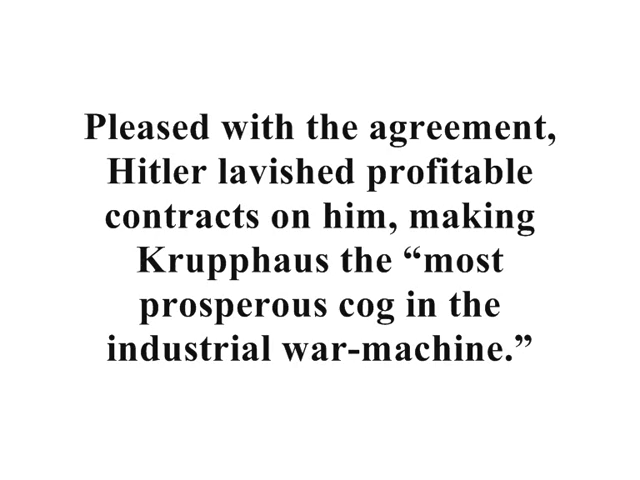 Pleased with the agreement,
Hitler lavished profitable
contracts on him, making
Krupphaus the “most
prosperous cog in the
industrial war-machine.”